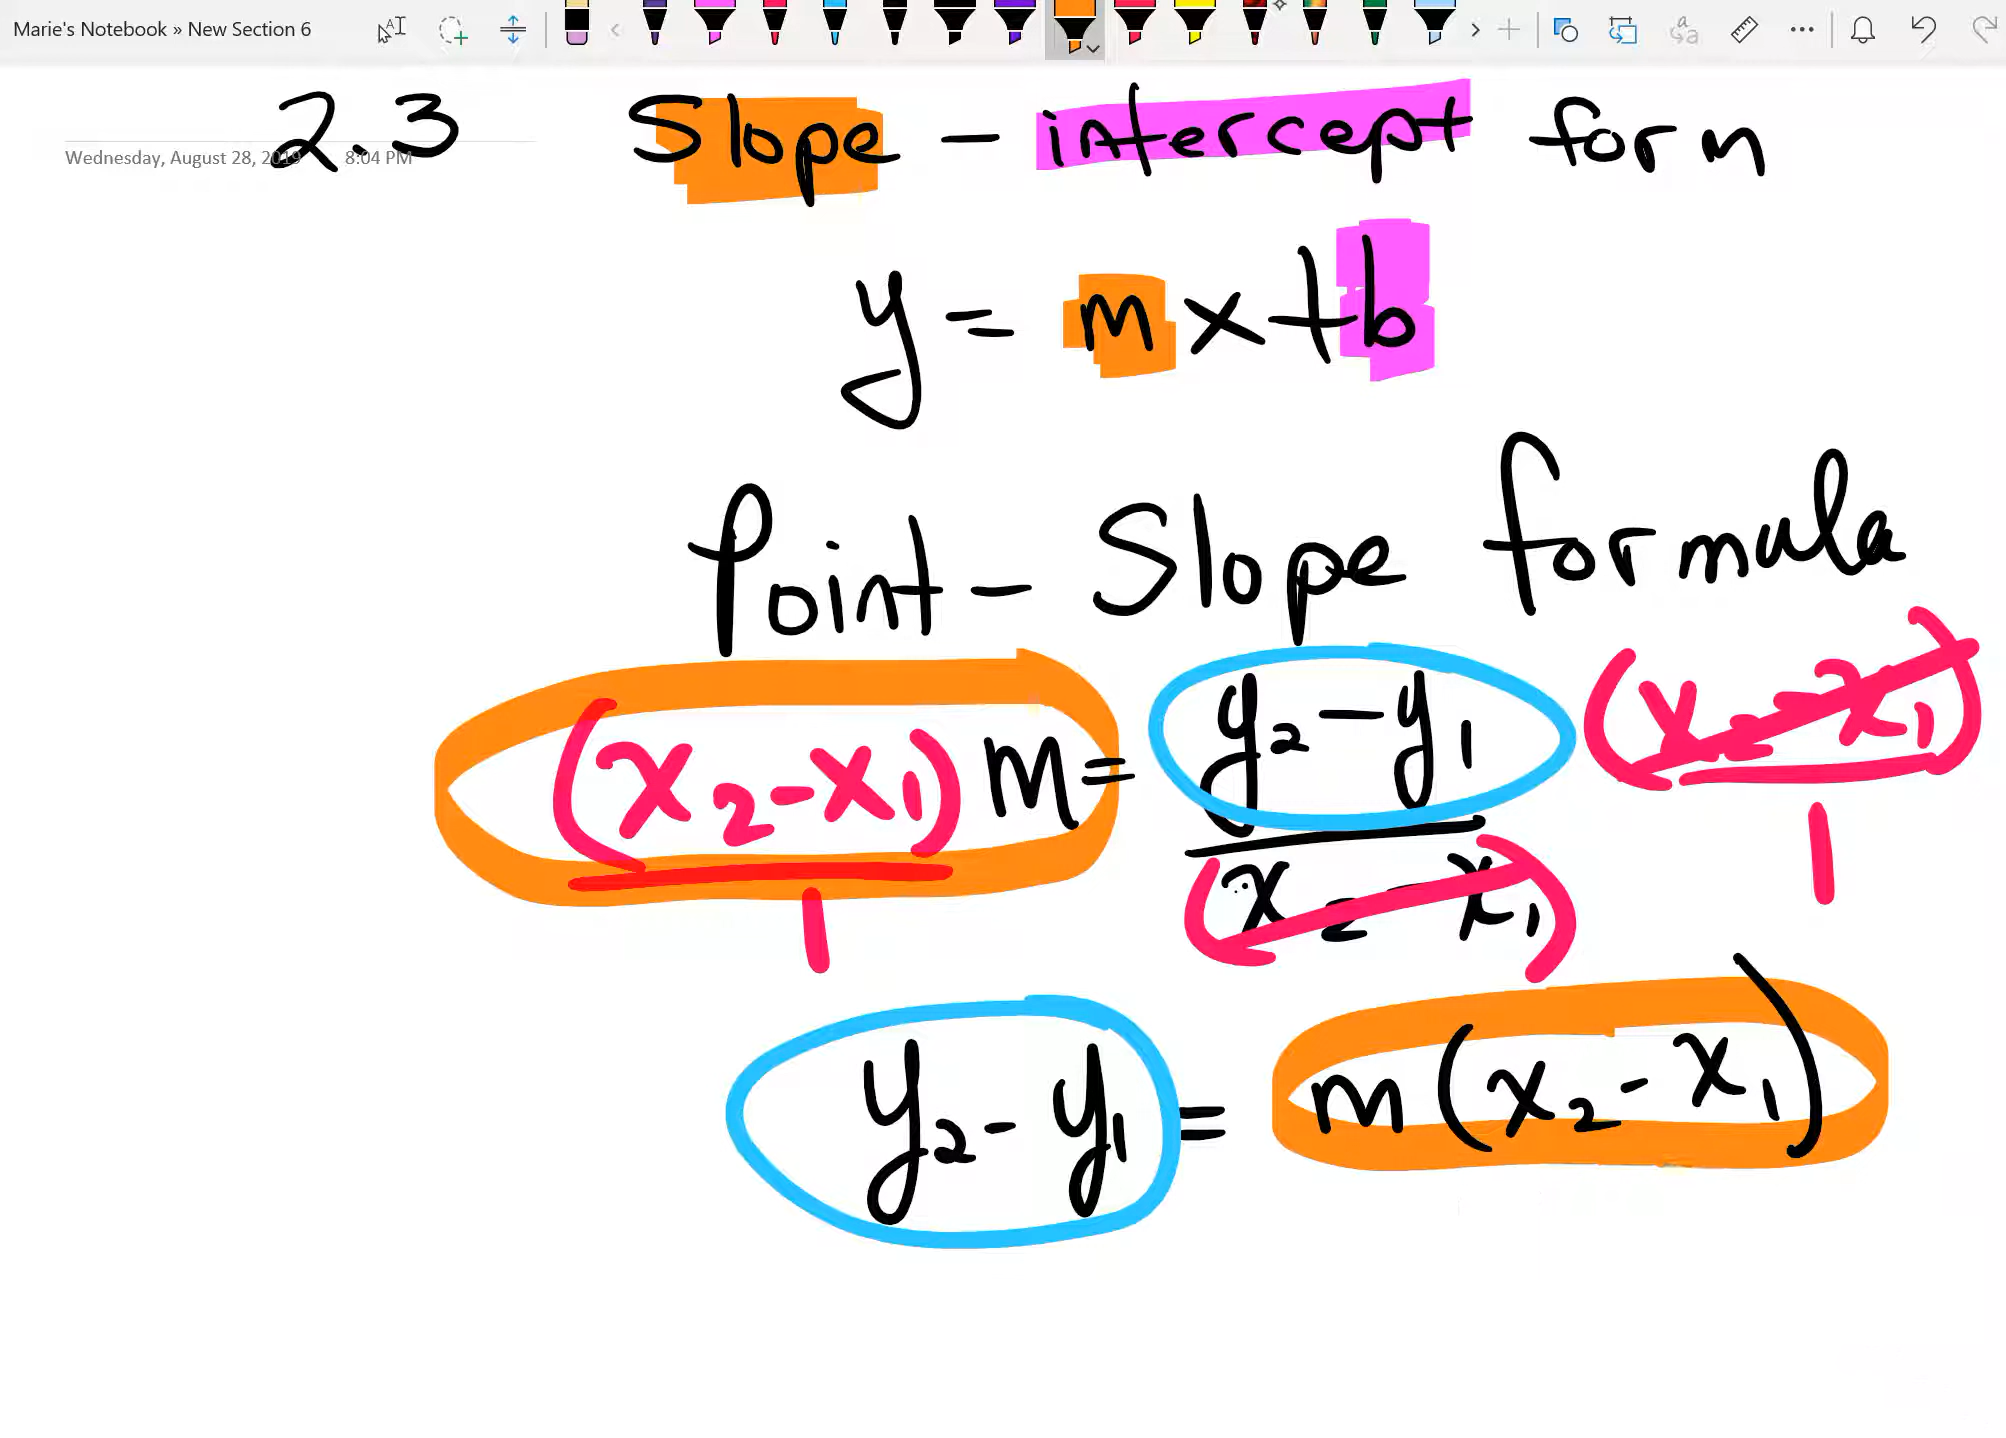 Marie's Notebook » New Section 6
2.3 Slope - intercept form
Wednesday, August 28, 2019 8:04 PM
y = mx+b
Point - Slope formula
(x₂-x₁)/1 m = (y₂-y₁)/(x₂-x₁) (x₂-x₁)/1
y₂-y₁ = m(x₂-x₁)